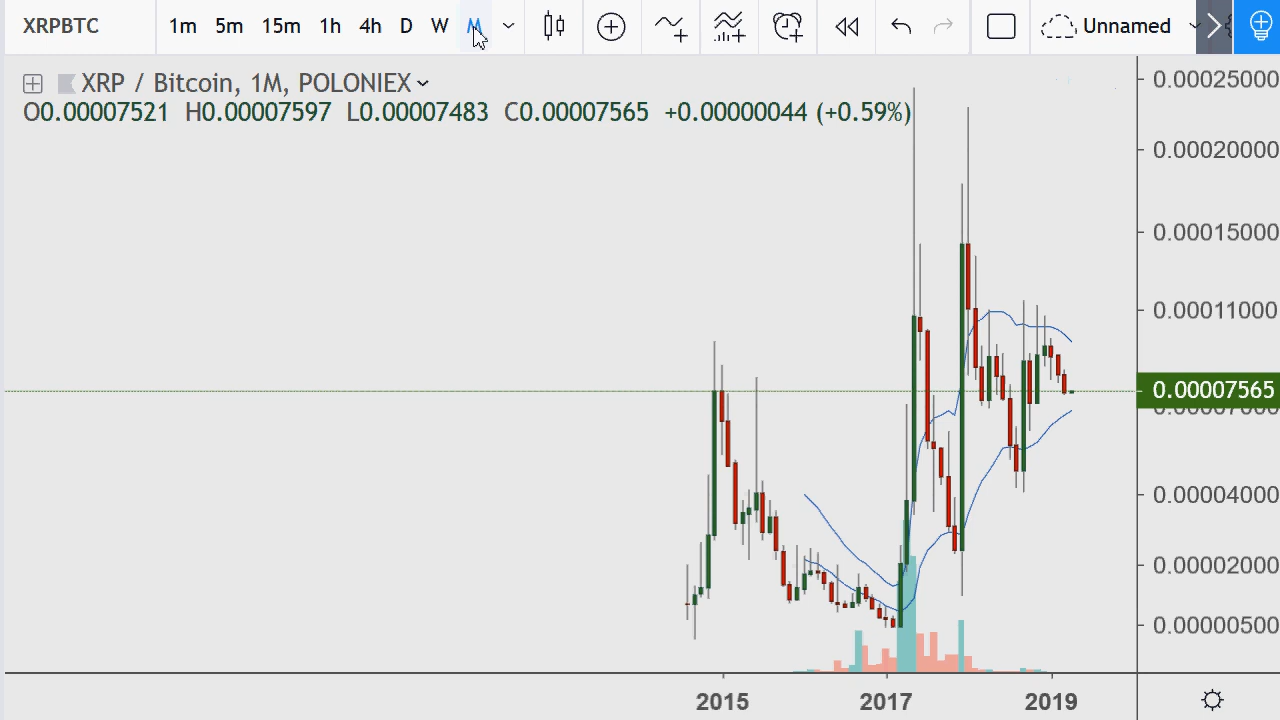 XRPBTC 1m 5m 15m 1h 4h D W M Unnamed
XRP / Bitcoin, 1M, POLONIEX
O0.00007521 H0.00007597 L0.00007483 C0.00007565 +0.00000044 (+0.59%)
0.00025000
0.00020000
0.00015000
0.00011000
0.00007565
0.00007000
0.00004000
0.00002000
0.00000500
2015 2017 2019